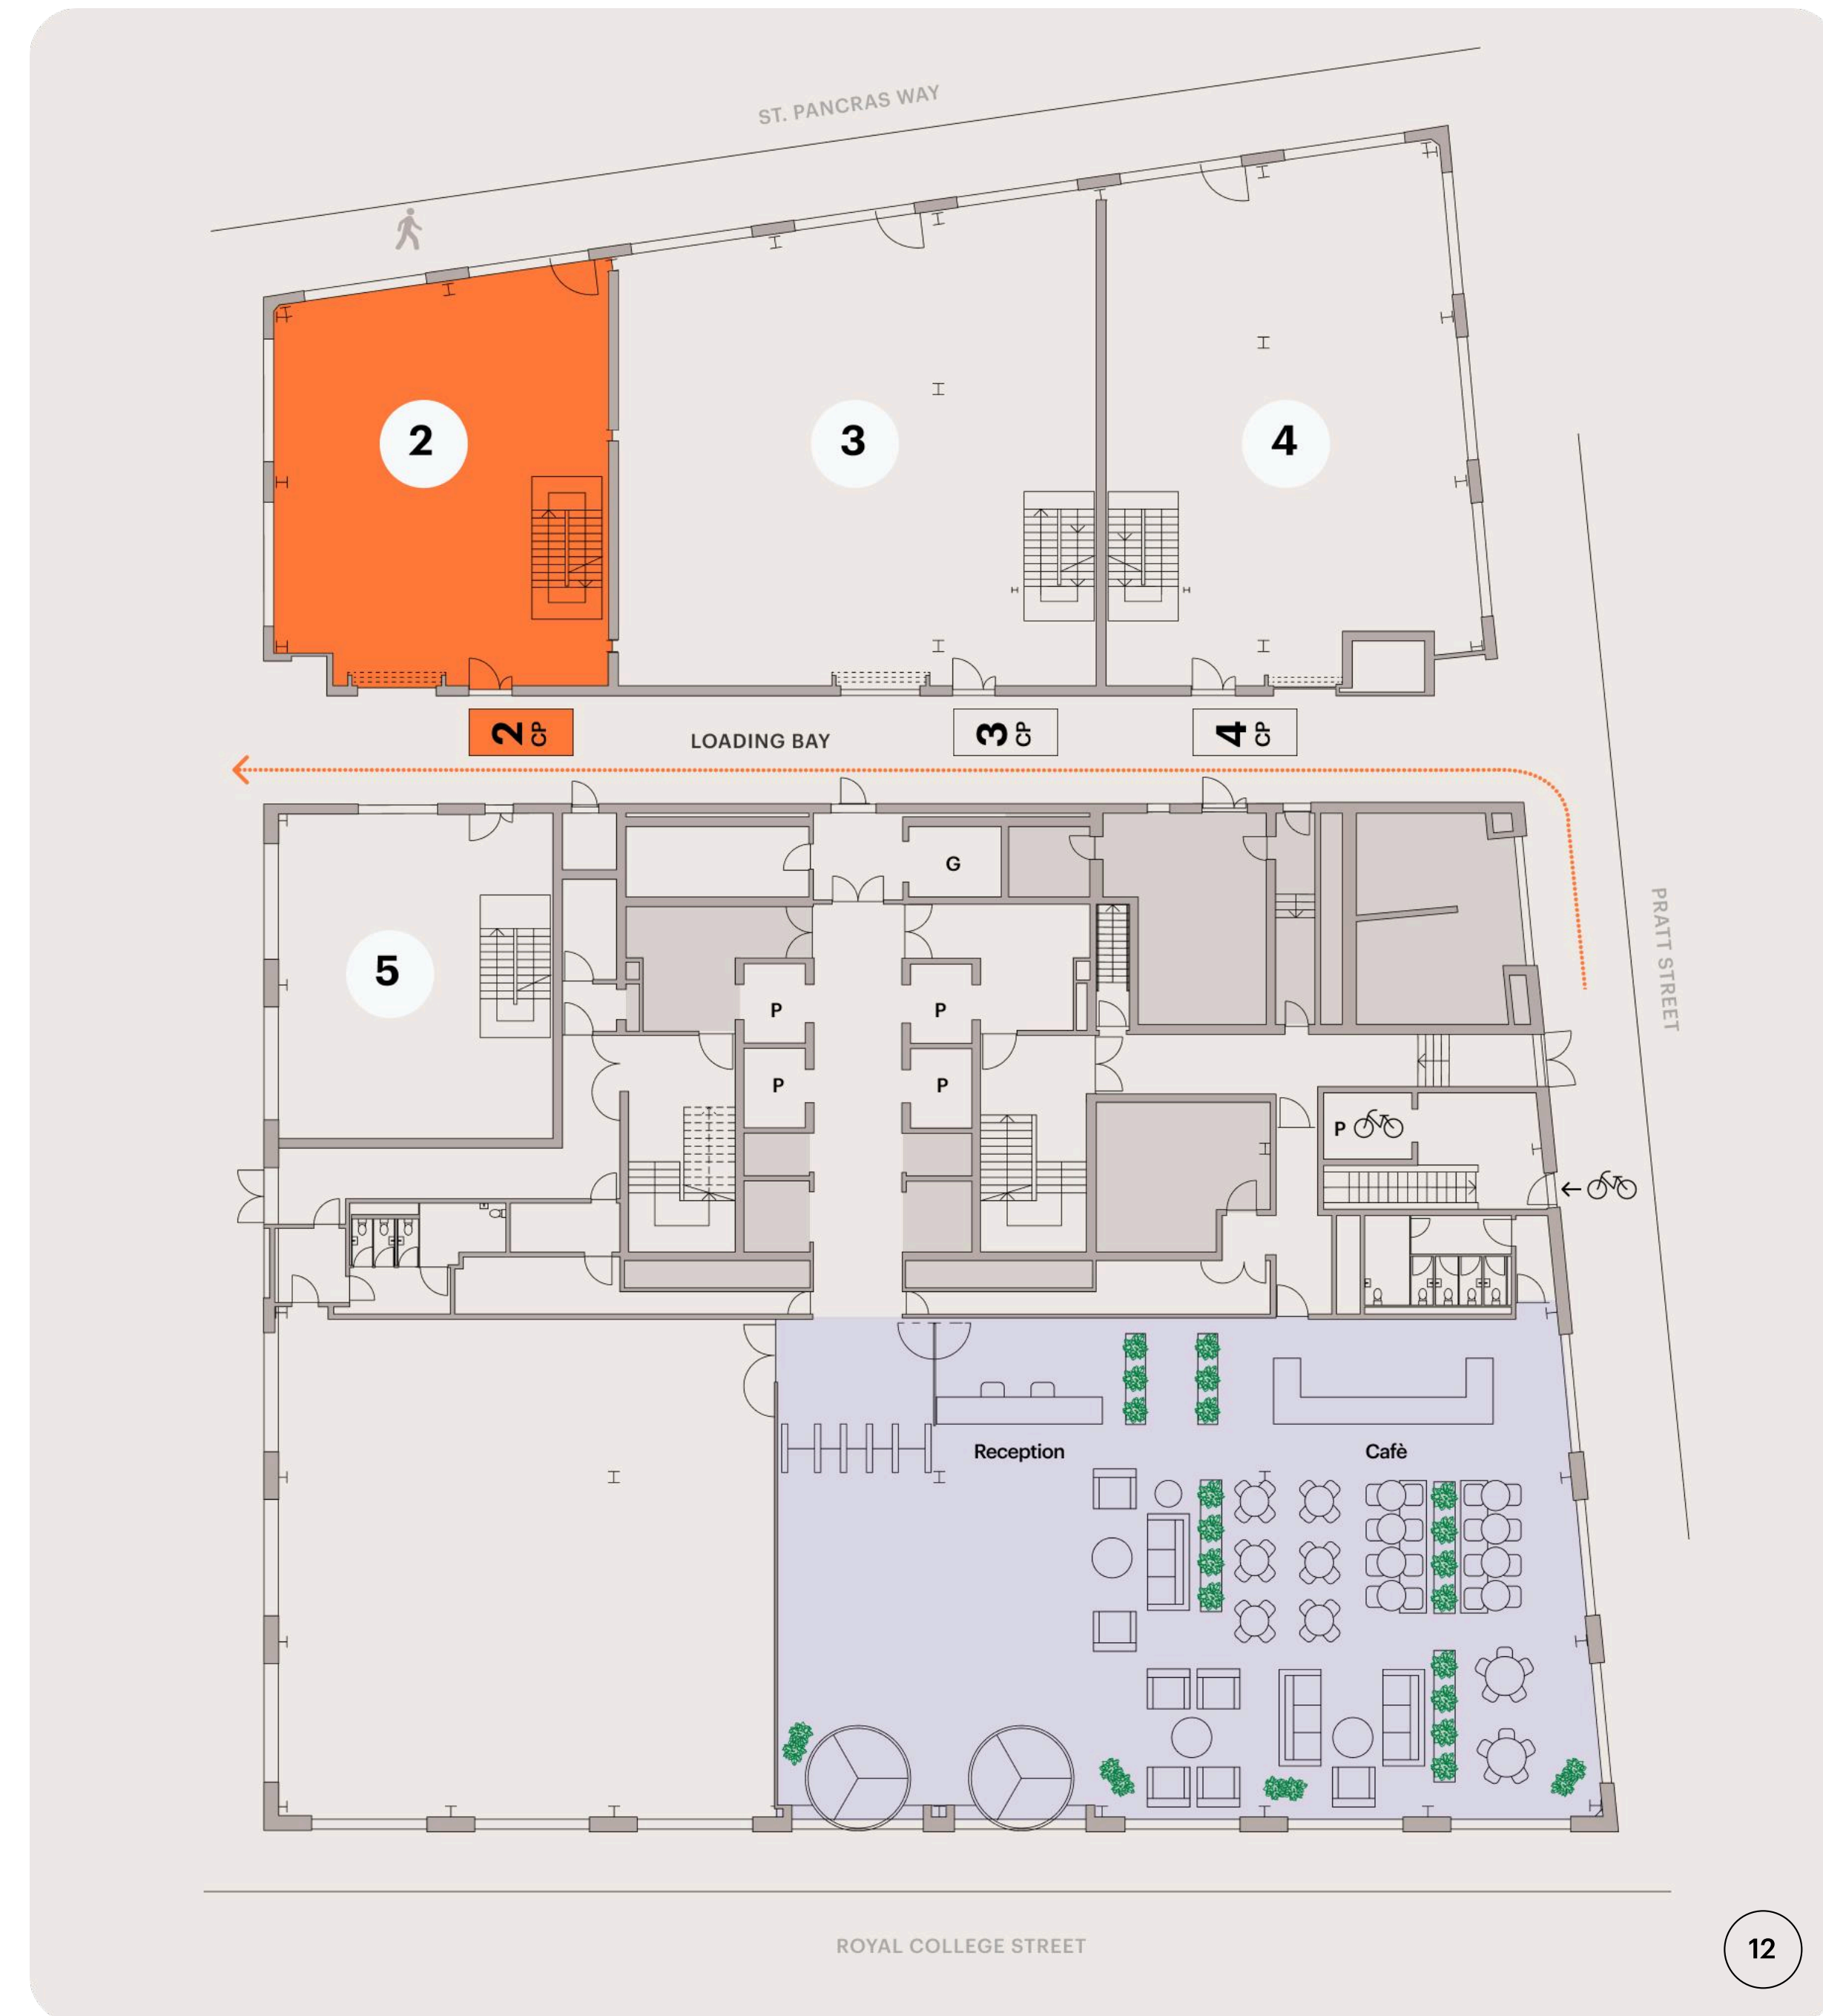 ST. PANCRAS WAY
2
3
4
2 CP
LOADING BAY
3 CP
4 CP
G
PRATT STREET
5
P
P
P
P
P
Reception
Cafè
ROYAL COLLEGE STREET
12